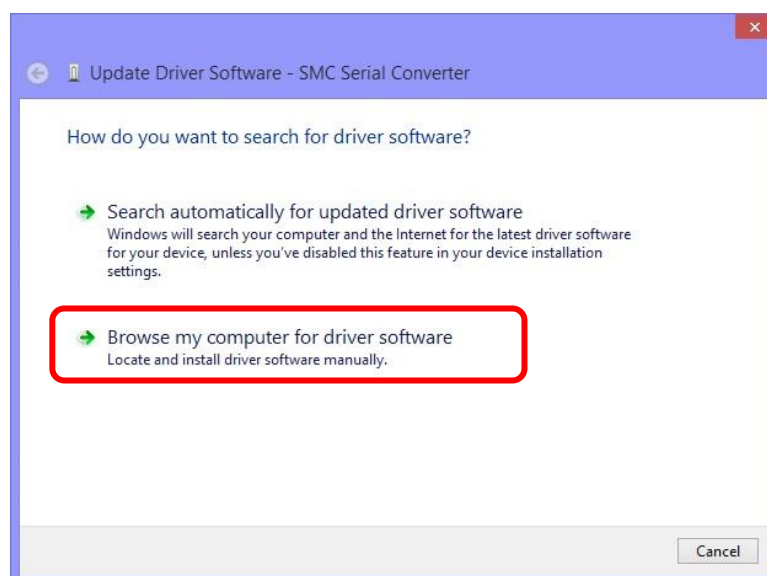 Update Driver Software - SMC Serial Converter
How do you want to search for driver software?
Search automatically for updated driver software
Windows will search your computer and the Internet for the latest driver software
for your device, unless you've disabled this feature in your device installation
settings.
Browse my computer for driver software
Locate and install driver software manually.
Cancel